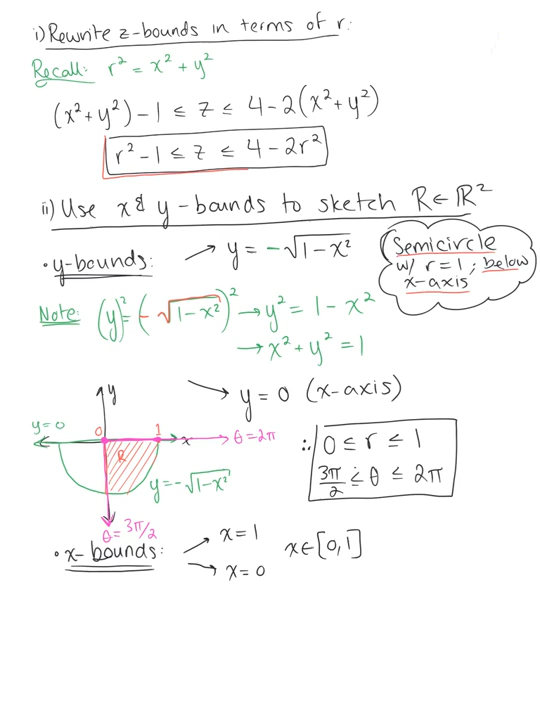 i) Rewrite z-bounds in terms of r:
Recall: r² = x² + y²
(x² + y²) - 1 ≤ z ≤ 4 - 2(x² + y²)
r² - 1 ≤ z ≤ 4 - 2r²
ii) Use x & y-bounds to sketch R ∈ ℝ²
• y-bounds: → y = -√(1 - x²)
Semicircle
w/ r = 1; below
x-axis
Note: (y)² = (-√(1 - x²))² → y² = 1 - x²
→ x² + y² = 1
→ y = 0 (x-axis)
y
y = 0
0
1
x
θ = 2π
R
y = -√(1 - x²)
θ = 3π/2
∴ 0 ≤ r ≤ 1
3π/2 ≤ θ ≤ 2π
• x-bounds: → x = 1
→ x = 0
x ∈ [0, 1]